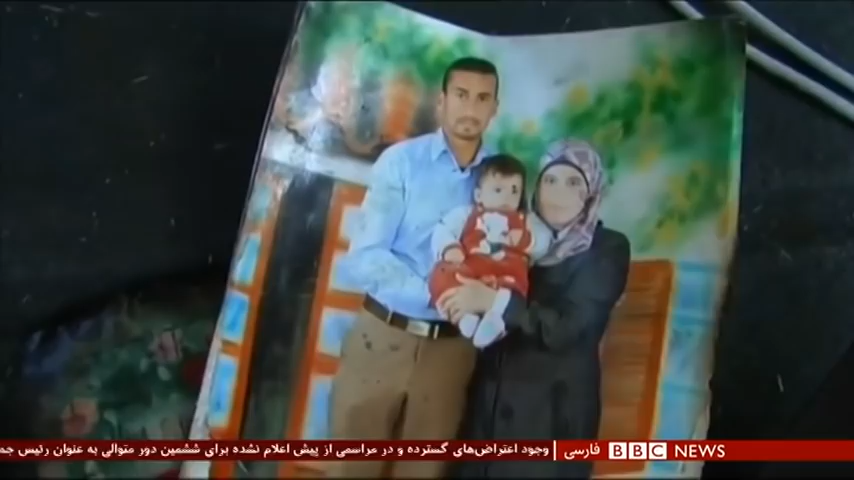 وجود اعتراض‌های گسترده و در مراسمی از پیش اعلام نشده برای ششمین دور متوالی به عنوان رئیس جم
فارسی BBC NEWS